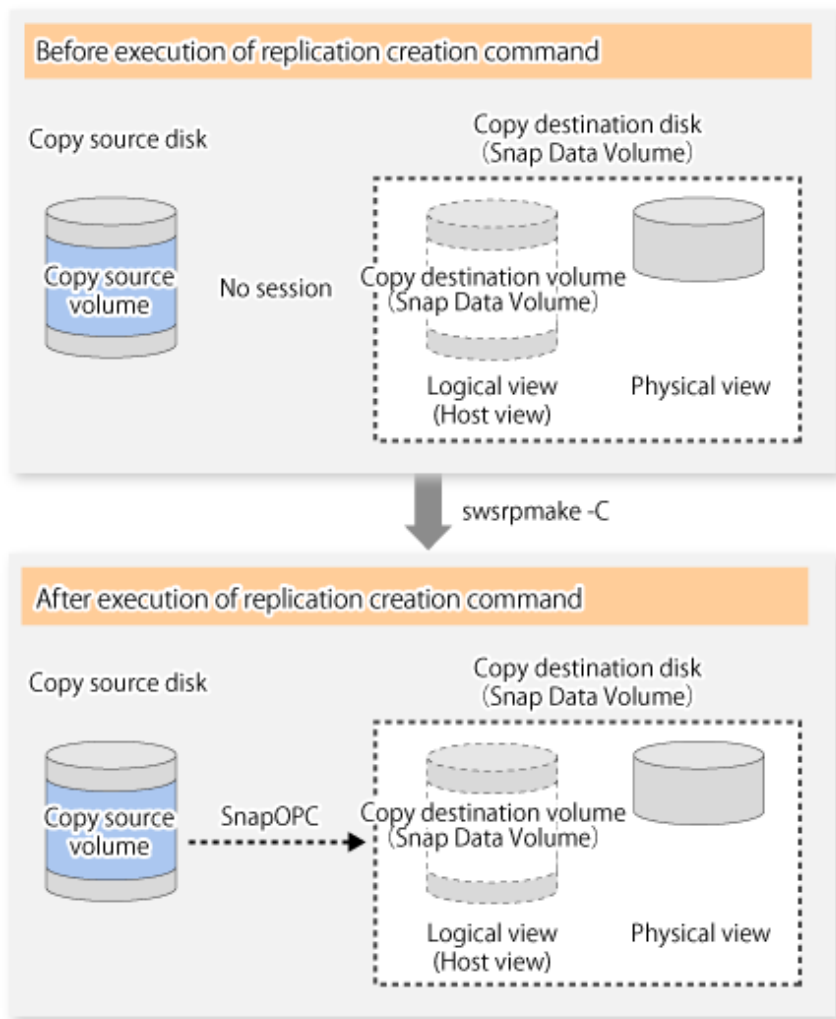 Before execution of replication creation command
Copy source disk
Copy destination disk
(Snap Data Volume)
Copy source
volume
No session
Copy destination volume
(Snap Data Volume)
Logical view
(Host view)
Physical view
swsrpmake -C
After execution of replication creation command
Copy source disk
Copy destination disk
(Snap Data Volume)
Copy source
volume
SnapOPC
Copy destination volume
(Snap Data Volume)
Logical view
(Host view)
Physical view